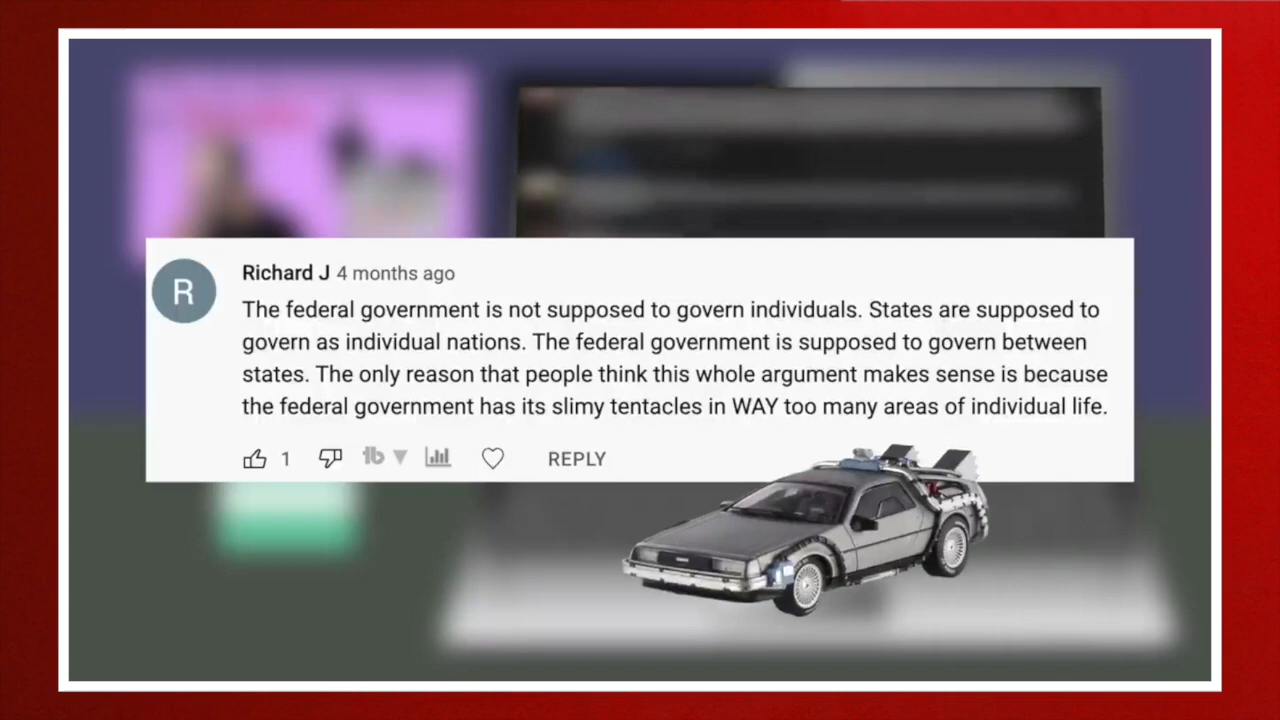 R
Richard J 4 months ago
The federal government is not supposed to govern individuals. States are supposed to
govern as individual nations. The federal government is supposed to govern between
states. The only reason that people think this whole argument makes sense is because
the federal government has its slimy tentacles in WAY too many areas of individual life.
1 tb REPLY